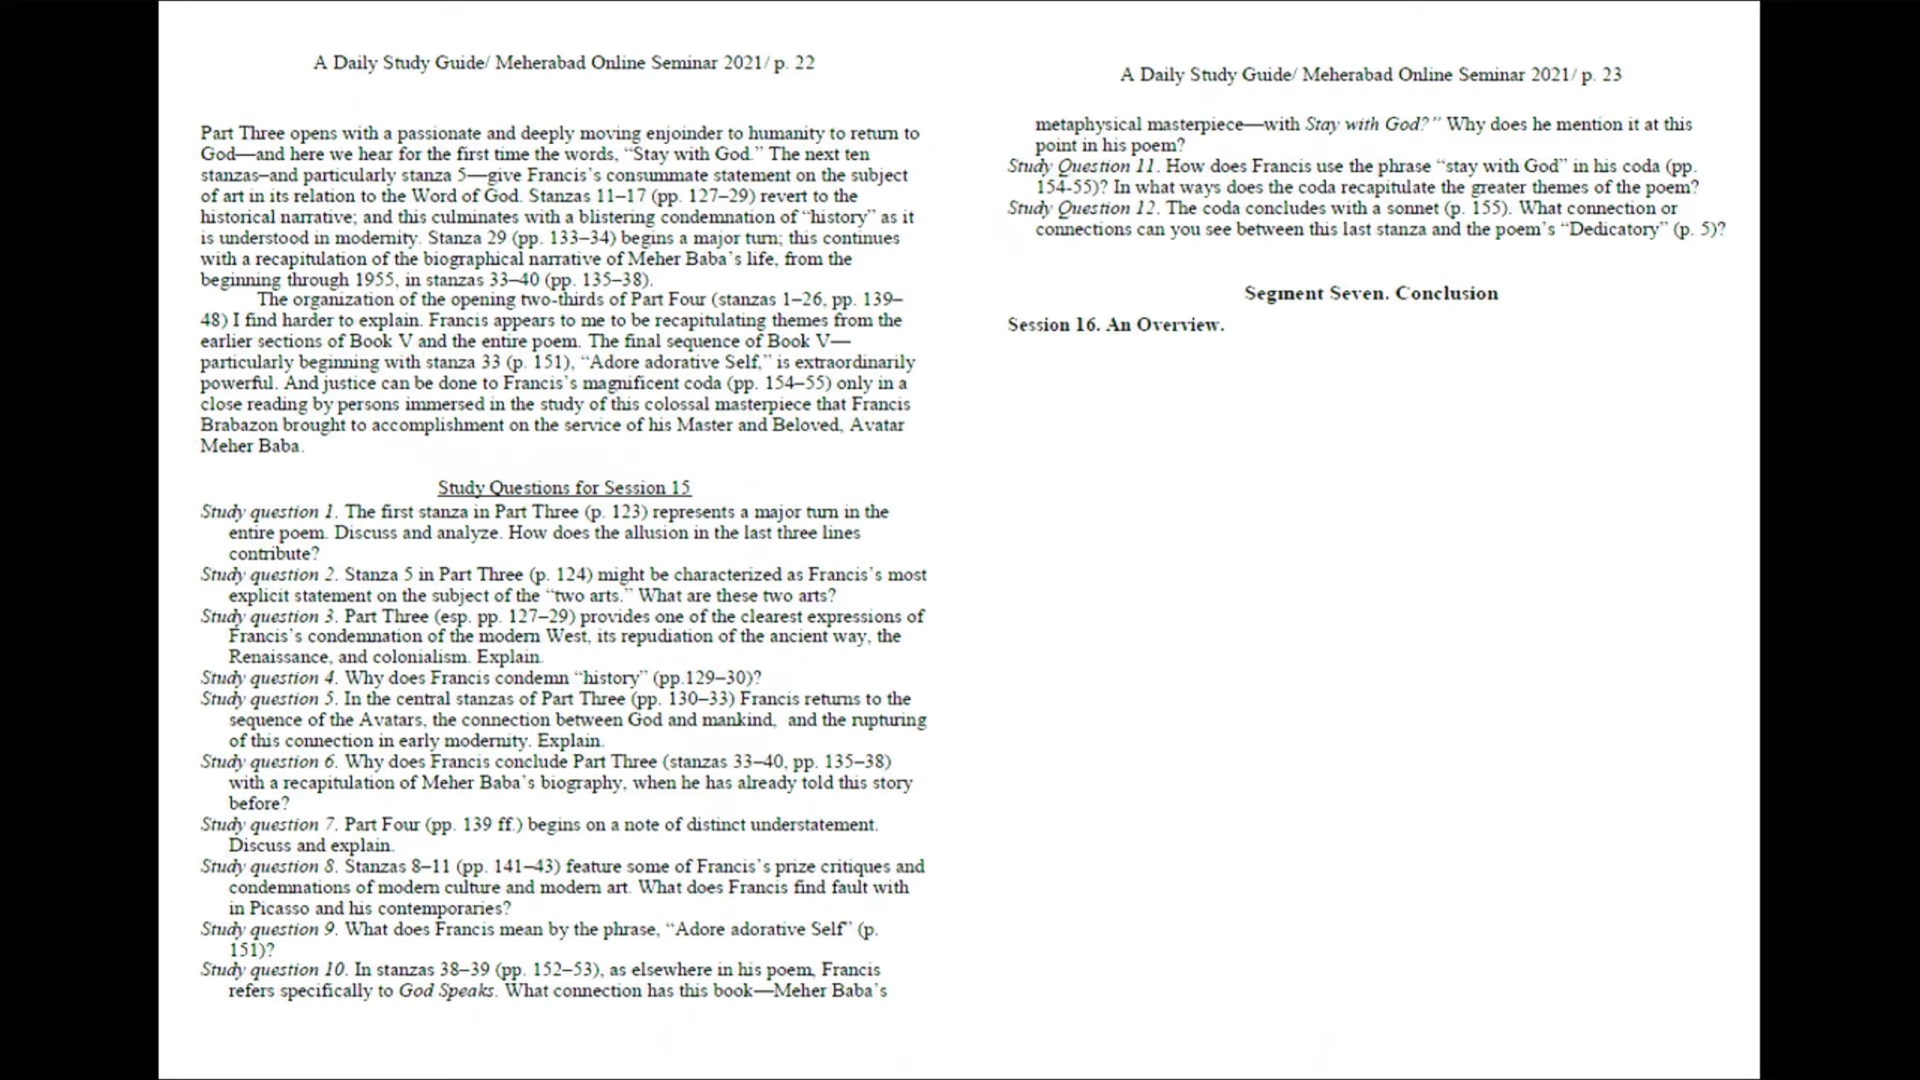 A Daily Study Guide/ Meherabad Online Seminar 2021/ p. 22
Part Three opens with a passionate and deeply moving enjoinder to humanity to return to
God—and here we hear for the first time the words, “Stay with God.” The next ten
stanzas–and particularly stanza 5—give Francis’s consummate statement on the subject
of art in its relation to the Word of God. Stanzas 11–17 (pp. 127–29) revert to the
historical narrative; and this culminates with a blistering condemnation of “history” as it
is understood in modernity. Stanza 29 (pp. 133–34) begins a major turn; this continues
with a recapitulation of the biographical narrative of Meher Baba’s life, from the
beginning through 1955, in stanzas 33–40 (pp. 135–38).
The organization of the opening two-thirds of Part Four (stanzas 1–26, pp. 139–
48) I find harder to explain. Francis appears to me to be recapitulating themes from the
earlier sections of Book V and the entire poem. The final sequence of Book V—
particularly beginning with stanza 33 (p. 151), “Adore adorative Self,” is extraordinarily
powerful. And justice can be done to Francis’s magnificent coda (pp. 154–55) only in a
close reading by persons immersed in the study of this colossal masterpiece that Francis
Brabazon brought to accomplishment on the service of his Master and Beloved, Avatar
Meher Baba.
Study Questions for Session 15
Study question 1. The first stanza in Part Three (p. 123) represents a major turn in the
entire poem. Discuss and analyze. How does the allusion in the last three lines
contribute?
Study question 2. Stanza 5 in Part Three (p. 124) might be characterized as Francis’s most
explicit statement on the subject of the “two arts.” What are these two arts?
Study question 3. Part Three (esp. pp. 127–29) provides one of the clearest expressions of
Francis’s condemnation of the modern West, its repudiation of the ancient way, the
Renaissance, and colonialism. Explain.
Study question 4. Why does Francis condemn “history” (pp.129–30)?
Study question 5. In the central stanzas of Part Three (pp. 130–33) Francis returns to the
sequence of the Avatars, the connection between God and mankind, and the rupturing
of this connection in early modernity. Explain.
Study question 6. Why does Francis conclude Part Three (stanzas 33–40, pp. 135–38)
with a recapitulation of Meher Baba’s biography, when he has already told this story
before?
Study question 7. Part Four (pp. 139 ff.) begins on a note of distinct understatement.
Discuss and explain.
Study question 8. Stanzas 8–11 (pp. 141–43) feature some of Francis’s prize critiques and
condemnations of modern culture and modern art. What does Francis find fault with
in Picasso and his contemporaries?
Study question 9. What does Francis mean by the phrase, “Adore adorative Self” (p.
151)?
Study question 10. In stanzas 38–39 (pp. 152–53), as elsewhere in his poem, Francis
refers specifically to God Speaks. What connection has this book—Meher Baba’s
A Daily Study Guide/ Meherabad Online Seminar 2021/ p. 23
metaphysical masterpiece—with Stay with God?” Why does he mention it at this
point in his poem?
Study Question 11. How does Francis use the phrase “stay with God” in his coda (pp.
154-55)? In what ways does the coda recapitulate the greater themes of the poem?
Study Question 12. The coda concludes with a sonnet (p. 155). What connection or
connections can you see between this last stanza and the poem’s “Dedicatory” (p. 5)?
Segment Seven. Conclusion
Session 16. An Overview.